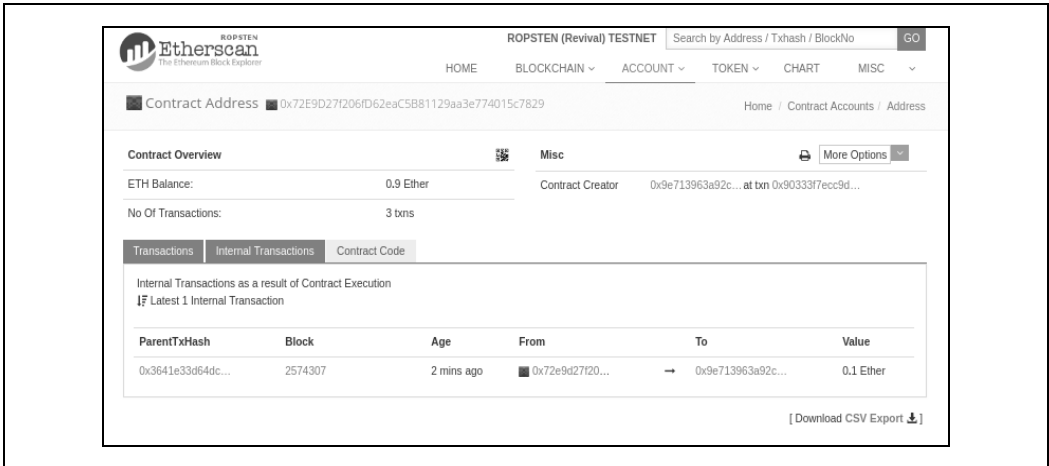 ROPSTEN
Etherscan
The Ethereum Block Explorer
ROPSTEN (Revival) TESTNET Search by Address / Txhash / BlockNo GO
HOME BLOCKCHAIN ACCOUNT TOKEN CHART MISC
Contract Address 0x72E9D27f206fD62eaC5B81129aa3e774015c7829 Home / Contract Accounts / Address
Contract Overview Misc More Options
ETH Balance: 0.9 Ether Contract Creator 0x9e713963a92c... at txn 0x90333f7ecc9d...
No Of Transactions: 3 txns
Transactions Internal Transactions Contract Code
Internal Transactions as a result of Contract Execution
Latest 1 Internal Transaction
ParentTxHash Block Age From To Value
0x3641e33d64dc... 2574307 2 mins ago 0x72e9d27f20... → 0x9e713963a92c... 0.1 Ether
[ Download CSV Export ]